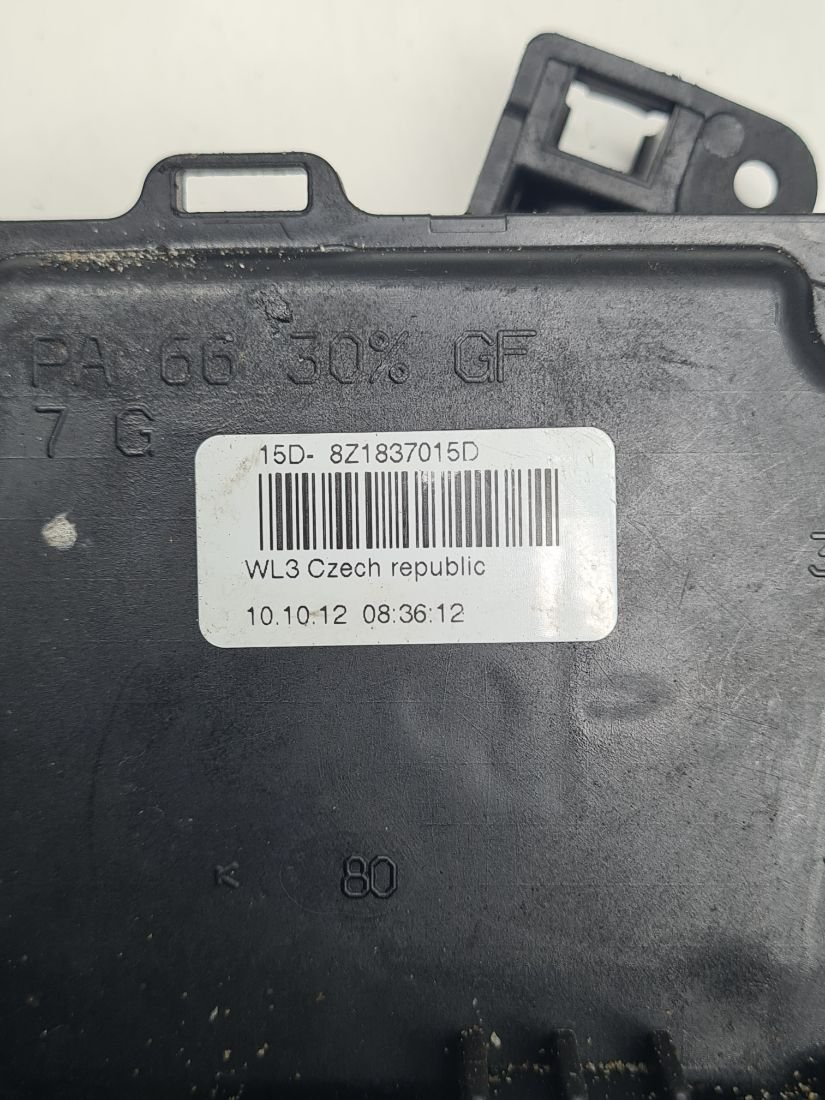 PA 66 30% GF
7 G
15D- 8Z1837015D
WL3 Czech republic
10.10.12 08:36:12
80